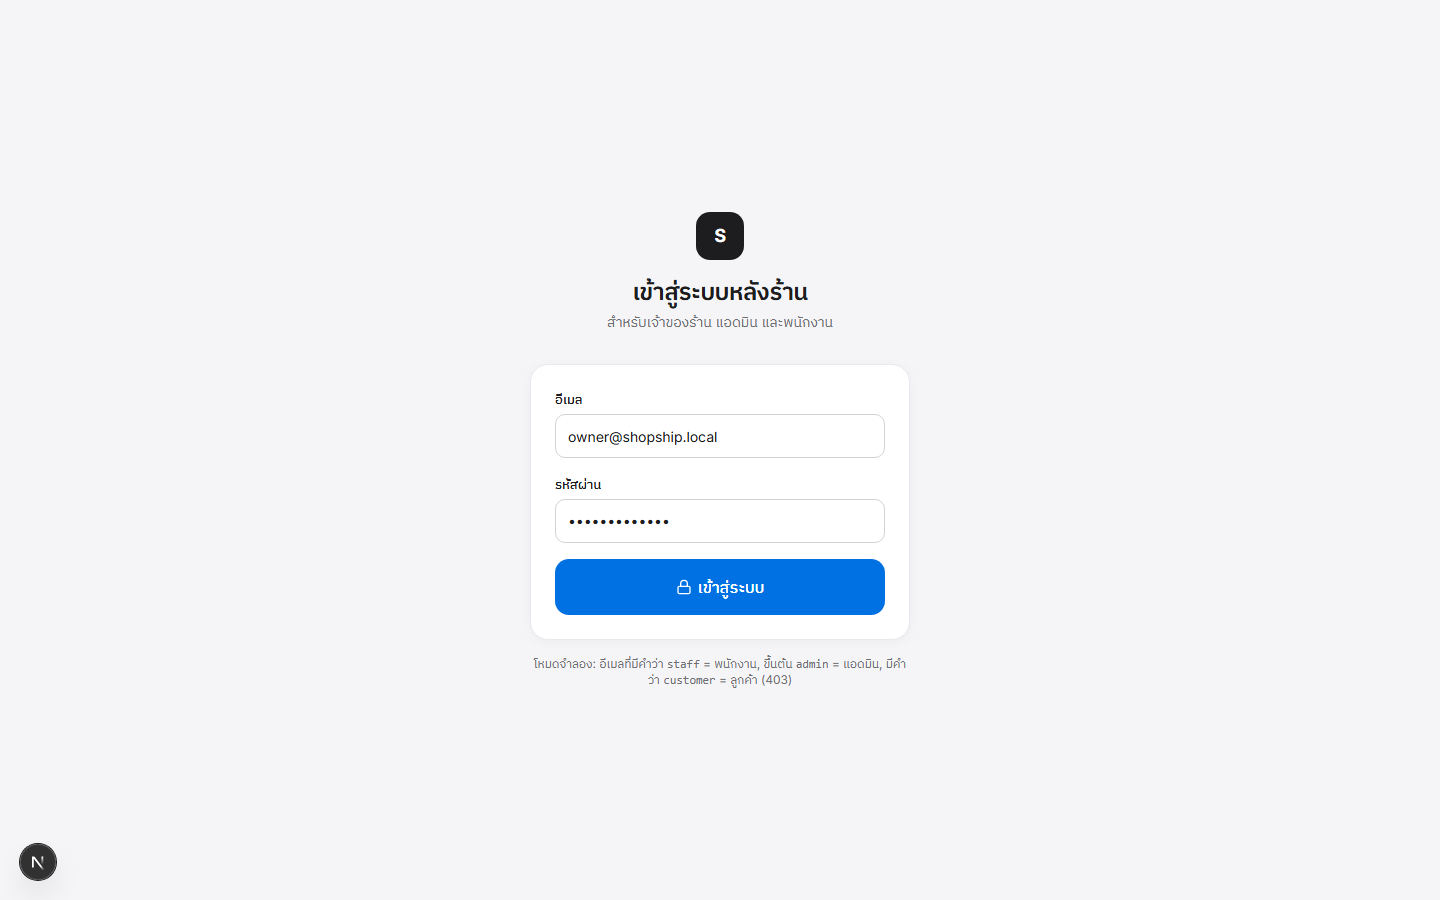 S
เข้าสู่ระบบหลังร้าน
สำหรับเจ้าของร้าน แอดมิน และพนักงาน
อีเมล
owner@shopship.local
รหัสผ่าน
•••••••••••••
เข้าสู่ระบบ
โหมดจำลอง: อีเมลที่มีคำว่า staff = พนักงาน, ขึ้นต้น admin = แอดมิน, มีคำ
ว่า customer = ลูกค้า (403)
N